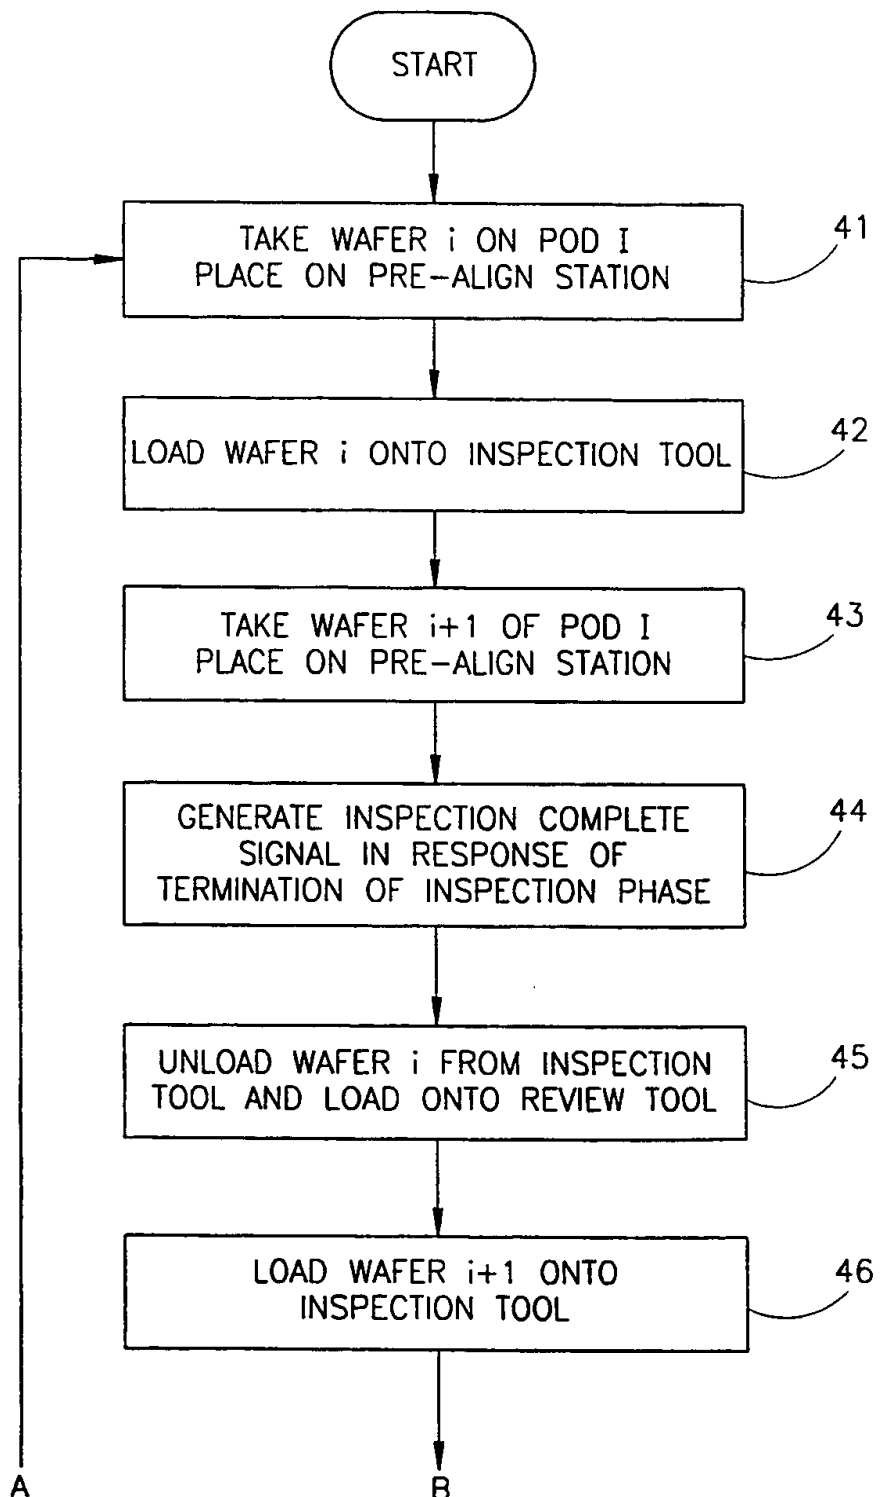 START
TAKE WAFER i ON POD I
PLACE ON PRE-ALIGN STATION
41
LOAD WAFER i ONTO INSPECTION TOOL
42
TAKE WAFER i+1 OF POD I
PLACE ON PRE-ALIGN STATION
43
GENERATE INSPECTION COMPLETE
SIGNAL IN RESPONSE OF
TERMINATION OF INSPECTION PHASE
44
UNLOAD WAFER i FROM INSPECTION
TOOL AND LOAD ONTO REVIEW TOOL
45
LOAD WAFER i+1 ONTO
INSPECTION TOOL
46
A
B